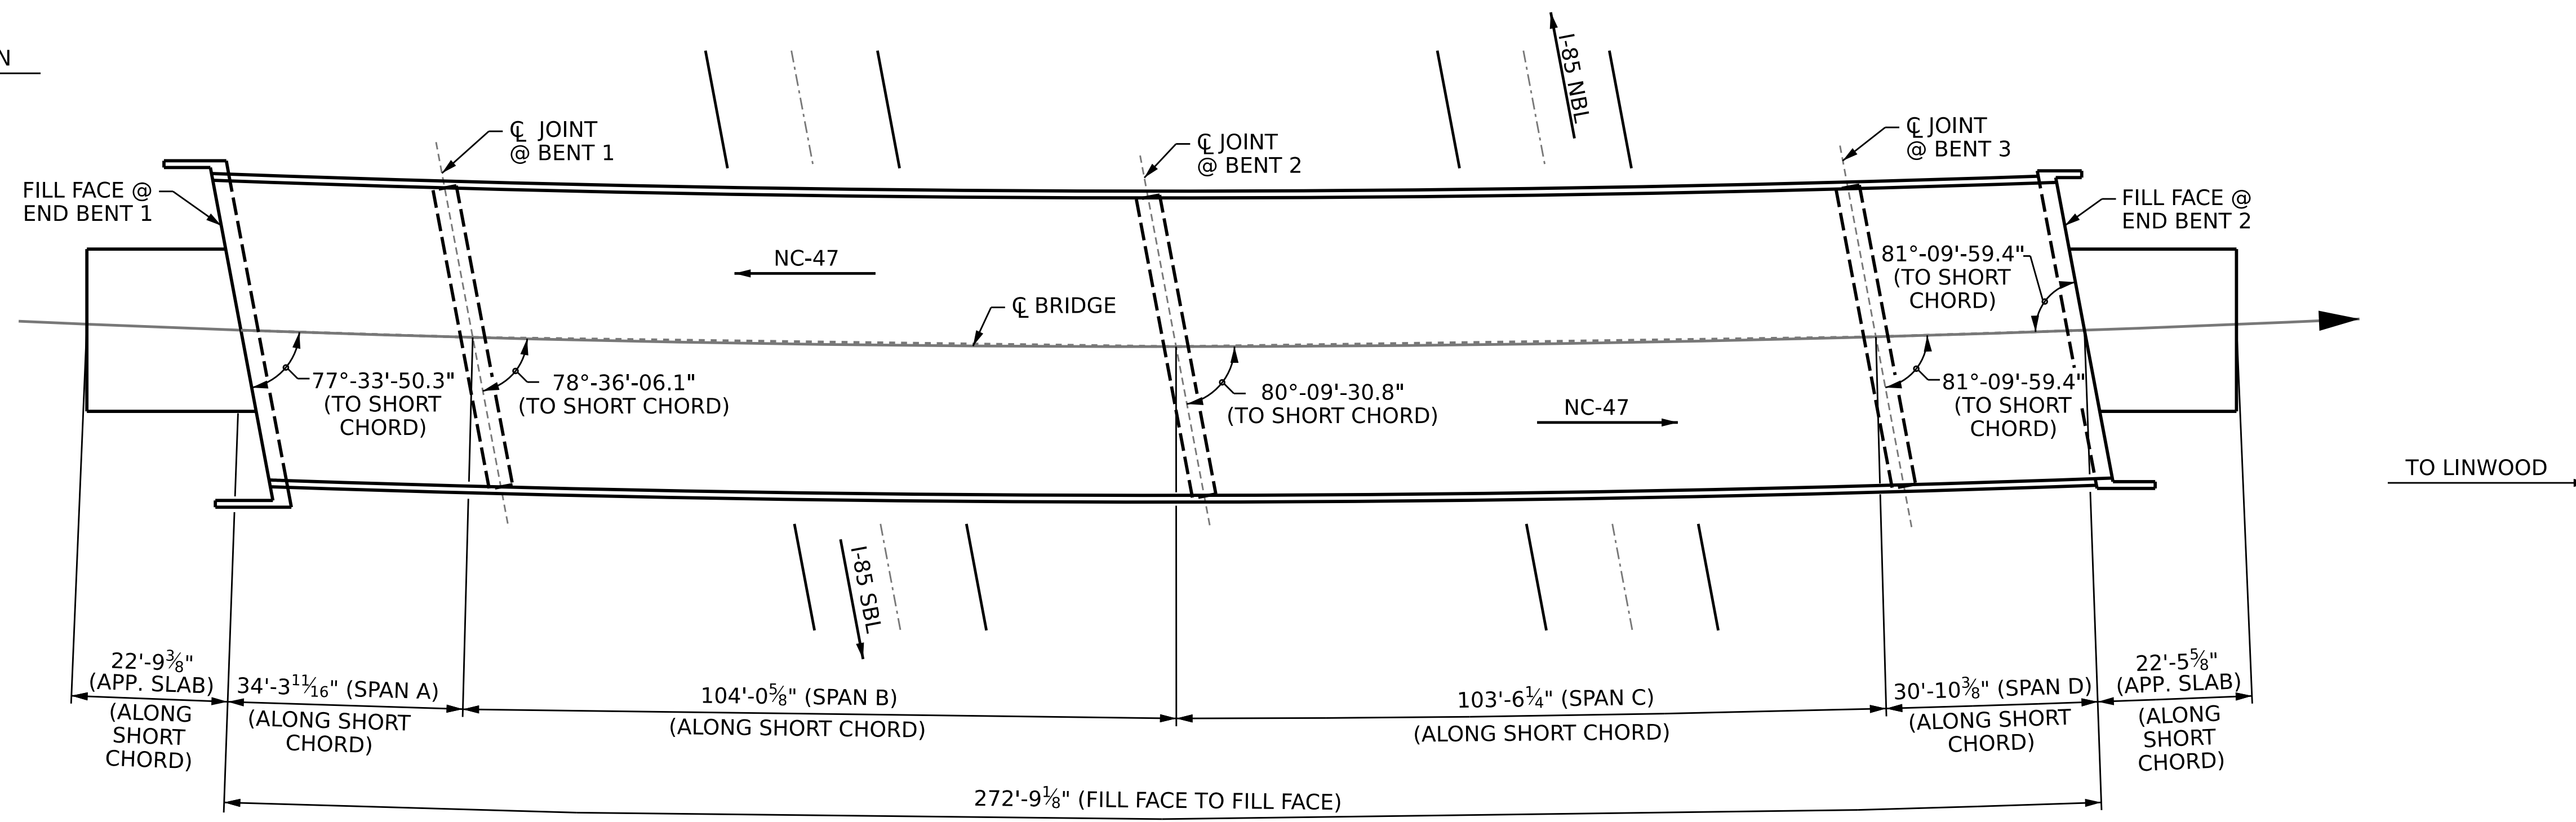 N
I-85 NBL
℄ JOINT
@ BENT 1
℄ JOINT
@ BENT 2
℄ JOINT
@ BENT 3
FILL FACE @
END BENT 1
FILL FACE @
END BENT 2
NC-47
81°-09'-59.4"
(TO SHORT
CHORD)
℄ BRIDGE
77°-33'-50.3"
(TO SHORT
CHORD)
78°-36'-06.1"
(TO SHORT CHORD)
80°-09'-30.8"
(TO SHORT CHORD)
NC-47
81°-09'-59.4"
(TO SHORT
CHORD)
TO LINWOOD
I-85 SBL
22'-9⅜"
(APP. SLAB)
(ALONG
SHORT
CHORD)
34'-3 11⁄16" (SPAN A)
(ALONG SHORT
CHORD)
104'-0⅝" (SPAN B)
(ALONG SHORT CHORD)
103'-6¼" (SPAN C)
(ALONG SHORT CHORD)
30'-10⅜" (SPAN D)
(ALONG SHORT
CHORD)
22'-5⅝"
(APP. SLAB)
(ALONG
SHORT
CHORD)
272'-9⅛" (FILL FACE TO FILL FACE)